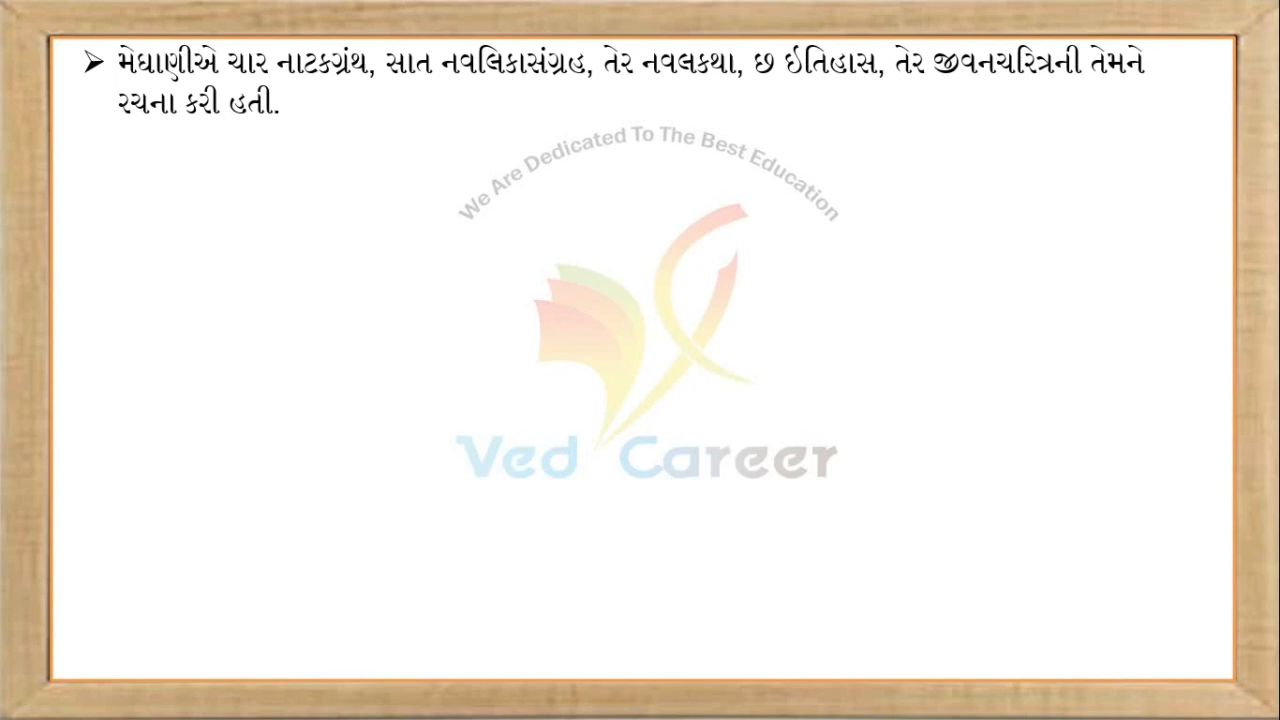 ➢ મેઘાણીએ ચાર નાટકગ્રંથ, સાત નવલિકાસંગ્રહ, તેર નવલકથા, છ ઇતિહાસ, તેર જીવનચરિત્રની તેમને
રચના કરી હતી.
We Are Dedicated To The Best Education
Ved Career